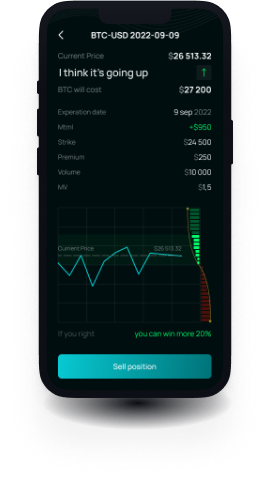 BTC-USD 2022-09-09
Current Price $26 513.32
I think it's going up ↑
BTC will cost $27 200
Experation date 9 sep 2022
Mtml +$950
Strike $24 500
Premium $250
Volume $10 000
MV $1,5
Current Price $26 513.32
If you right you can win more 20%
Sell position